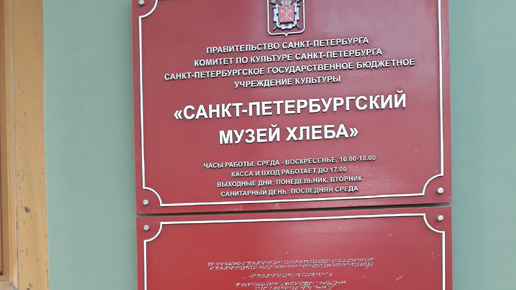 ПРАВИТЕЛЬСТВО САНКТ-ПЕТЕРБУРГА
КОМИТЕТ ПО КУЛЬТУРЕ САНКТ-ПЕТЕРБУРГА
САНКТ-ПЕТЕРБУРГСКОЕ ГОСУДАРСТВЕННОЕ БЮДЖЕТНОЕ
УЧРЕЖДЕНИЕ КУЛЬТУРЫ
«САНКТ-ПЕТЕРБУРГСКИЙ
МУЗЕЙ ХЛЕБА»
ЧАСЫ РАБОТЫ: СРЕДА - ВОСКРЕСЕНЬЕ, 10.00-18.00
КАССА И ВХОД РАБОТАЕТ ДО 17.00
ВЫХОДНЫЕ ДНИ: ПОНЕДЕЛЬНИК, ВТОРНИК
САНИТАРНЫЙ ДЕНЬ: ПОСЛЕДНЯЯ СРЕДА